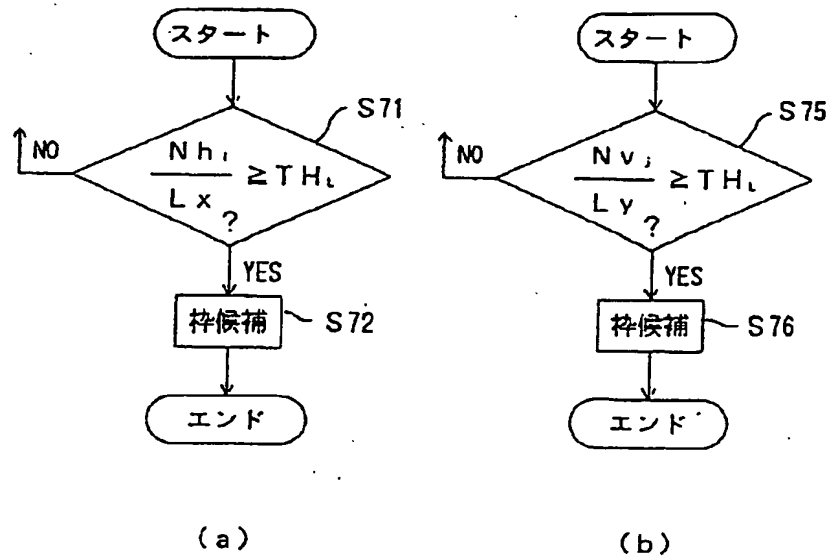 スタート
S71
NO
Nhᵢ
Lx
≥THL
?
YES
枠候補
S72
エンド
(a)
スタート
S75
NO
Nvⱼ
Ly
≥THL
?
YES
枠候補
S76
エンド
(b)